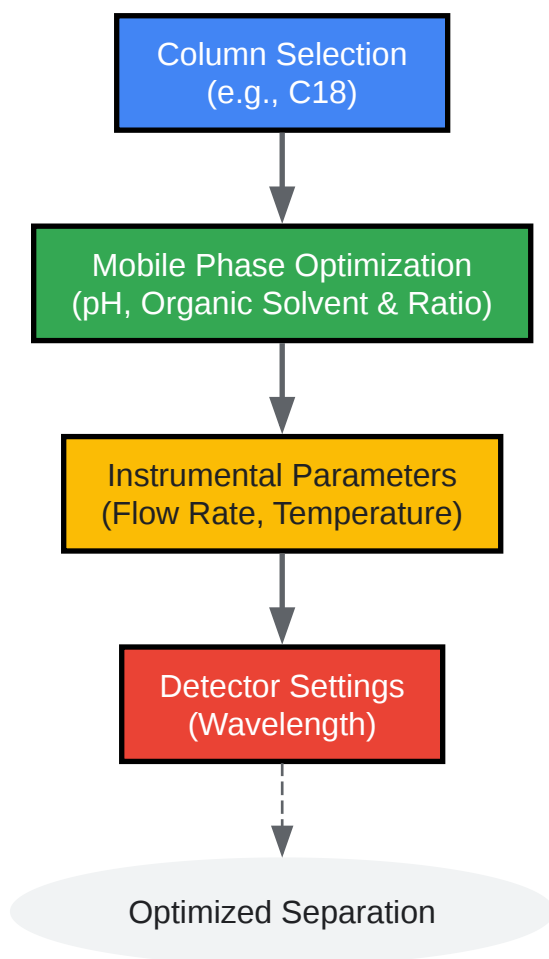 Column Selection
(e.g., C18)
Mobile Phase Optimization
(pH, Organic Solvent & Ratio)
Instrumental Parameters
(Flow Rate, Temperature)
Detector Settings
(Wavelength)
Optimized Separation